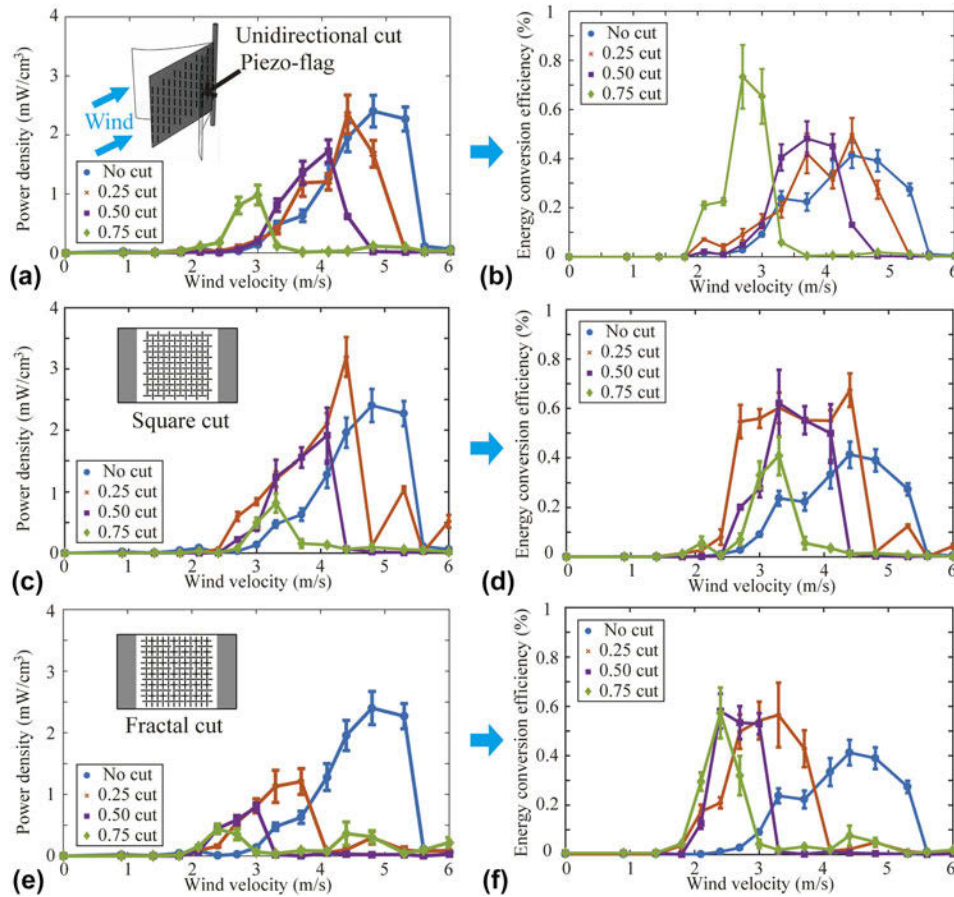 4
3
2
1
0
Power density (mW/cm³)
Unidirectional cut
Piezo-flag
Wind
No cut
0.25 cut
0.50 cut
0.75 cut
0 1 2 3 4 5 6
Wind velocity (m/s)
(a)
1
0.8
0.6
0.4
0.2
0
Energy conversion efficiency (%)
No cut
0.25 cut
0.50 cut
0.75 cut
0 1 2 3 4 5 6
Wind velocity (m/s)
(b)
4
3
2
1
0
Power density (mW/cm³)
Square cut
No cut
0.25 cut
0.50 cut
0.75 cut
0 1 2 3 4 5 6
Wind velocity (m/s)
(c)
1
0.8
0.6
0.4
0.2
0
Energy conversion efficiency (%)
No cut
0.25 cut
0.50 cut
0.75 cut
0 1 2 3 4 5 6
Wind velocity (m/s)
(d)
4
3
2
1
0
Power density (mW/cm³)
Fractal cut
No cut
0.25 cut
0.50 cut
0.75 cut
0 1 2 3 4 5 6
Wind velocity (m/s)
(e)
1
0.8
0.6
0.4
0.2
0
Energy conversion efficiency (%)
No cut
0.25 cut
0.50 cut
0.75 cut
0 1 2 3 4 5 6
Wind velocity (m/s)
(f)